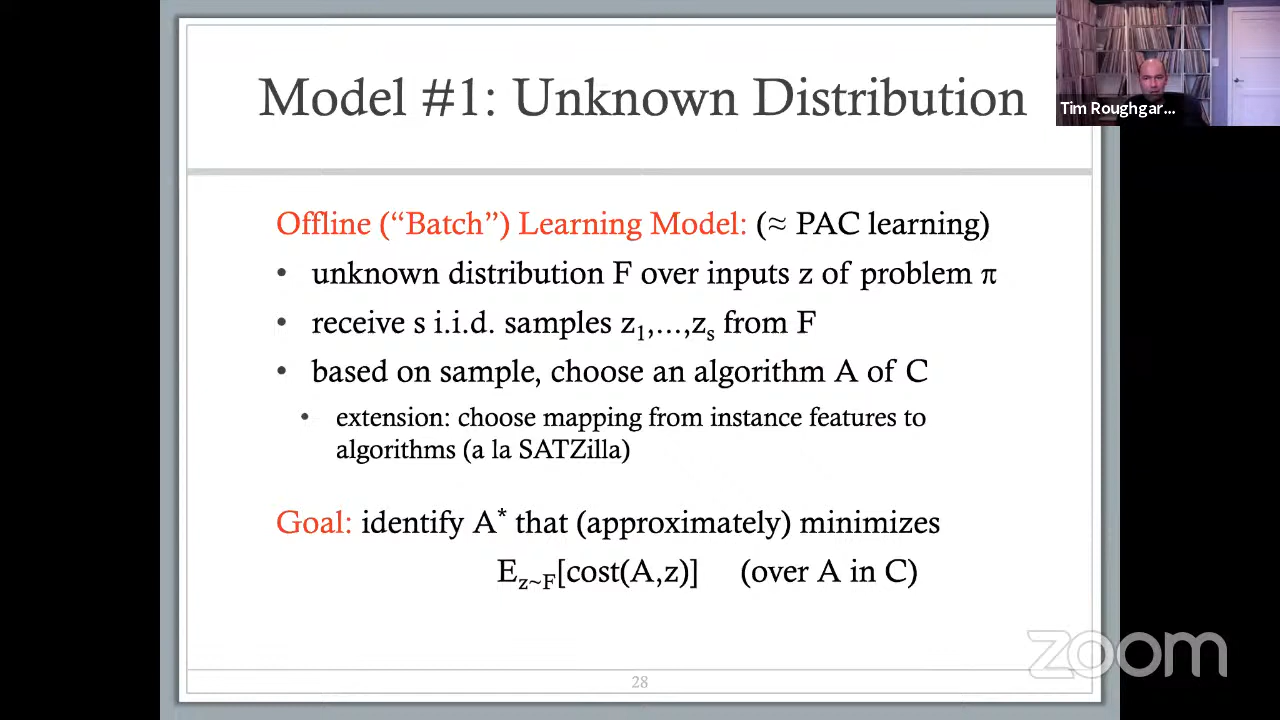 Model #1: Unknown Distribution
Tim Roughgar...
Offline (“Batch”) Learning Model: (≈ PAC learning)
• unknown distribution F over inputs z of problem π
• receive s i.i.d. samples z₁,…,zₛ from F
• based on sample, choose an algorithm A of C
• extension: choose mapping from instance features to
algorithms (a la SATZilla)
Goal: identify A* that (approximately) minimizes
E_z~F[cost(A,z)] (over A in C)
zoom
28